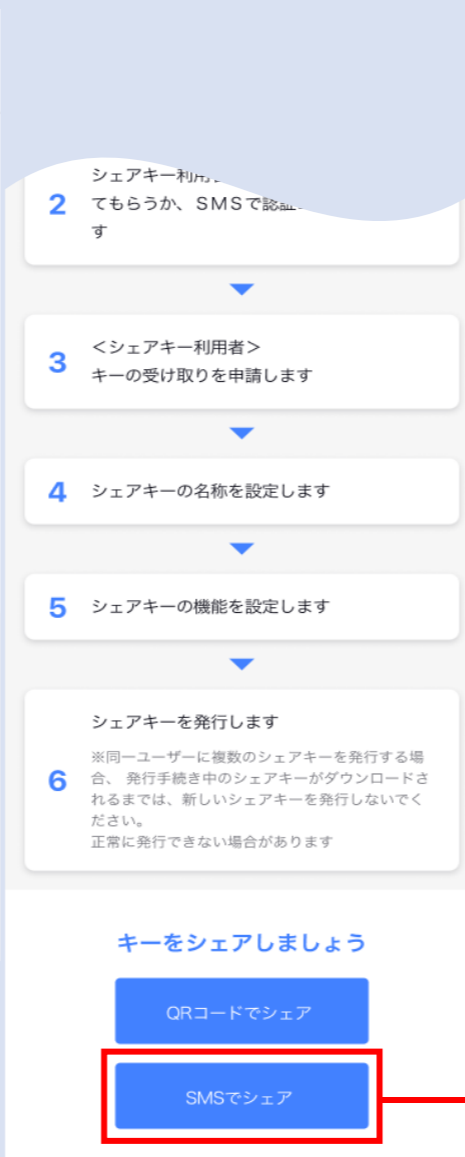 シェアキー利用
2
てもらうか、ＳＭＳで認証
す
3
＜シェアキー利用者＞
キーの受け取りを申請します
4
シェアキーの名称を設定します
5
シェアキーの機能を設定します
6
シェアキーを発行します
※同一ユーザーに複数のシェアキーを発行する場
合、 発行手続き中のシェアキーがダウンロードさ
れるまでは、新しいシェアキーを発行しないでく
ださい。
正常に発行できない場合があります
キーをシェアしましょう
QRコードでシェア
SMSでシェア